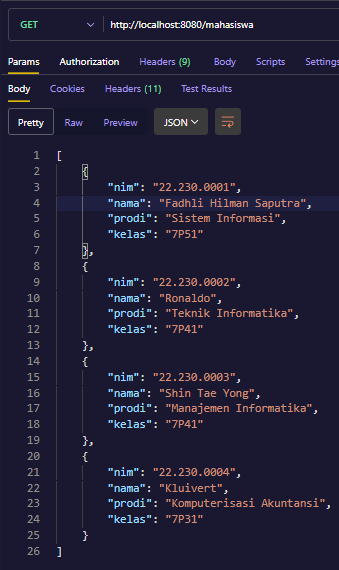 GET http://localhost:8080/mahasiswa
Params Authorization Headers (9) Body Scripts Settings
Body Cookies Headers (11) Test Results
Pretty Raw Preview JSON
1 [
2 {
3 "nim": "22.230.0001",
4 "nama": "Fadhli Hilman Saputra",
5 "prodi": "Sistem Informasi",
6 "kelas": "7P51"
7 },
8 {
9 "nim": "22.230.0002",
10 "nama": "Ronaldo",
11 "prodi": "Teknik Informatika",
12 "kelas": "7P41"
13 },
14 {
15 "nim": "22.230.0003",
16 "nama": "Shin Tae Yong",
17 "prodi": "Manajemen Informatika",
18 "kelas": "7P41"
19 },
20 {
21 "nim": "22.230.0004",
22 "nama": "Kluivert",
23 "prodi": "Komputerisasi Akuntansi",
24 "kelas": "7P31"
25 }
26 ]